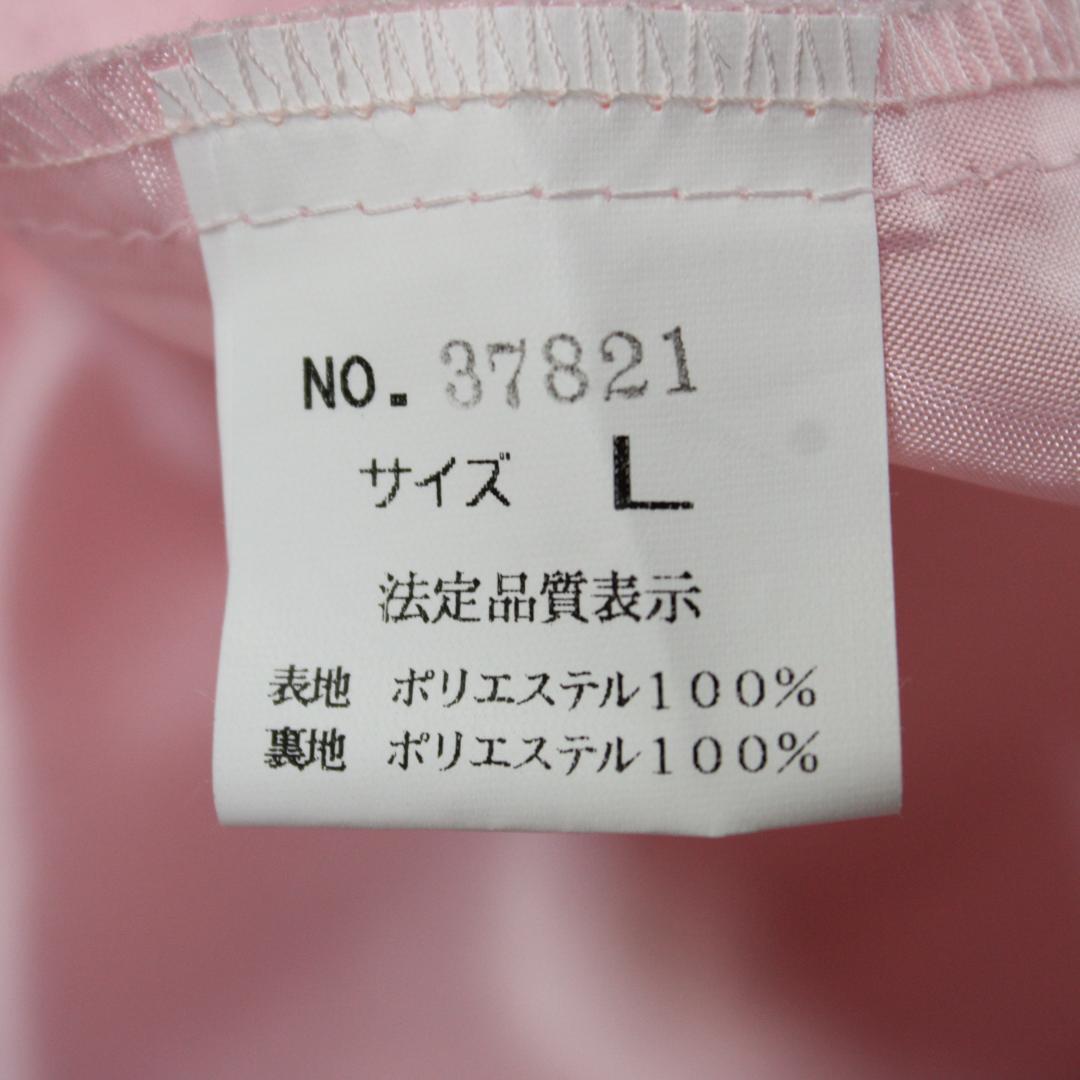 NO. 37821
サイズ L
法定品質表示
表地 ポリエステル100%
裏地 ポリエステル100%